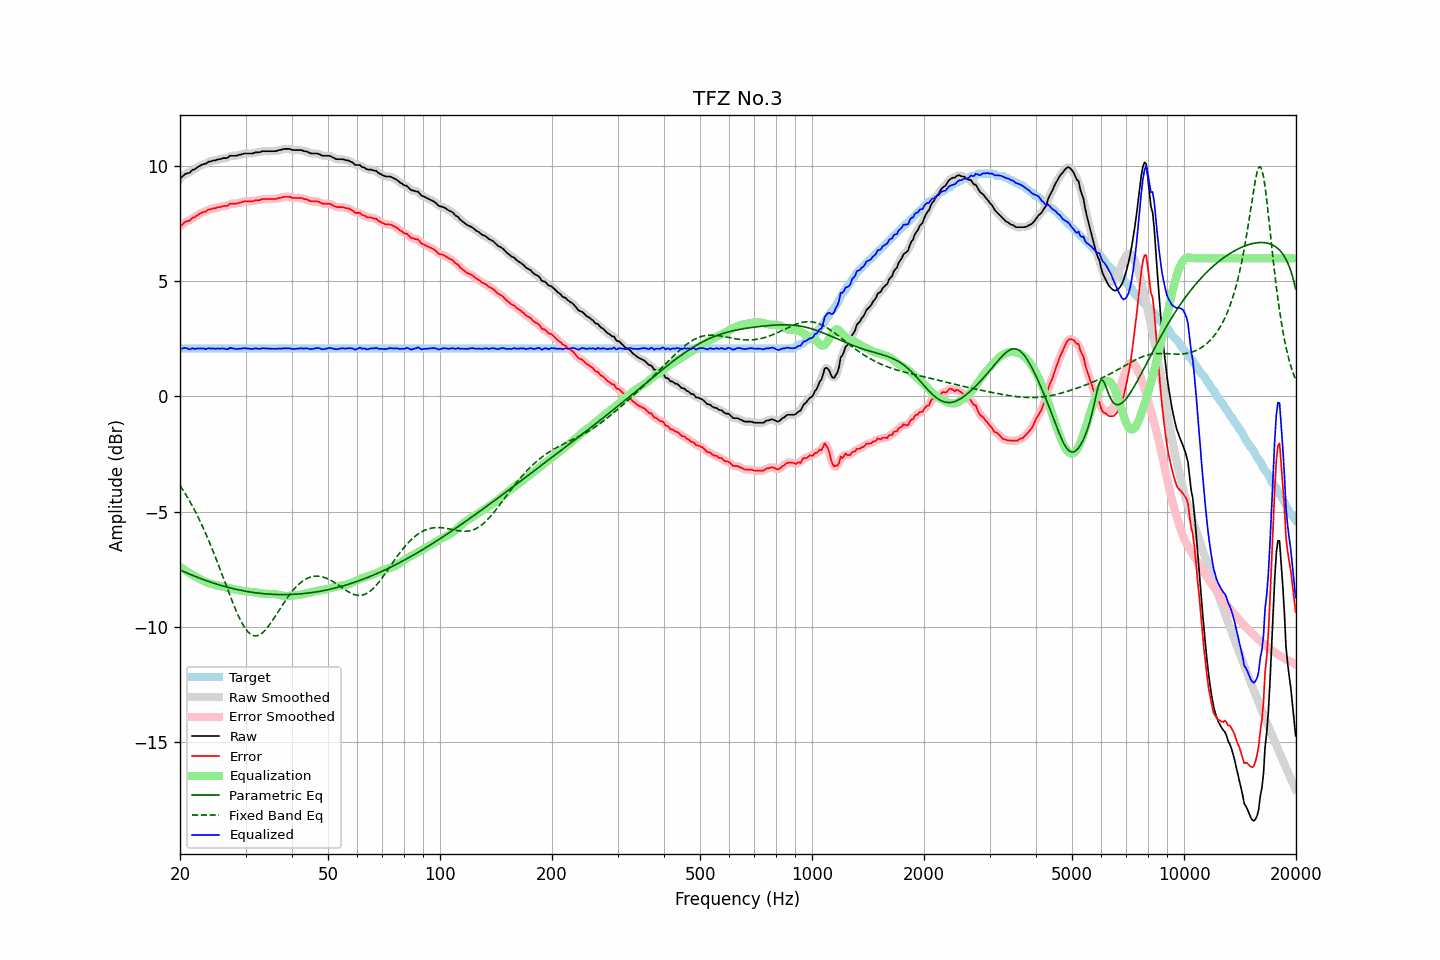 TFZ No.3
Amplitude (dBr)
10
5
0
−5
−10
−15
Target
Raw Smoothed
Error Smoothed
Raw
Error
Equalization
Parametric Eq
Fixed Band Eq
Equalized
20 50 100 200 500 1000 2000 5000 10000 20000
Frequency (Hz)